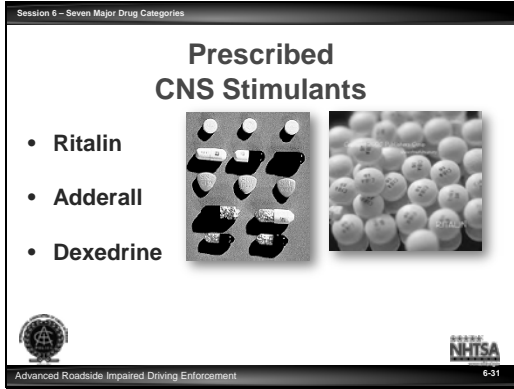 Session 6 – Seven Major Drug Categories
Prescribed
CNS Stimulants
• Ritalin
• Adderall
• Dexedrine
RITALIN
NHTSA
Advanced Roadside Impaired Driving Enforcement
6-31